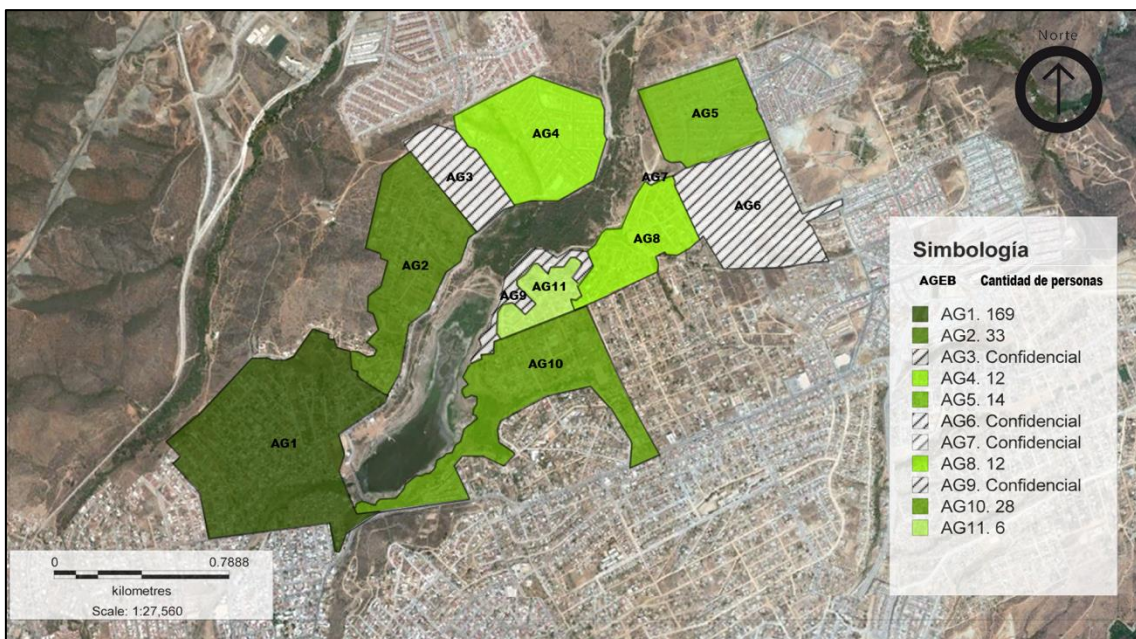 Norte
AG4
AG5
AG3
AG7
AG6
AG2
AG8
AG11
AG9
AG10
AG1
Simbología
AGEB Cantidad de personas
AG1. 169
AG2. 33
AG3. Confidencial
AG4. 12
AG5. 14
AG6. Confidencial
AG7. Confidencial
AG8. 12
AG9. Confidencial
AG10. 28
AG11. 6
0 0.7888
kilometres
Scale: 1:27,560